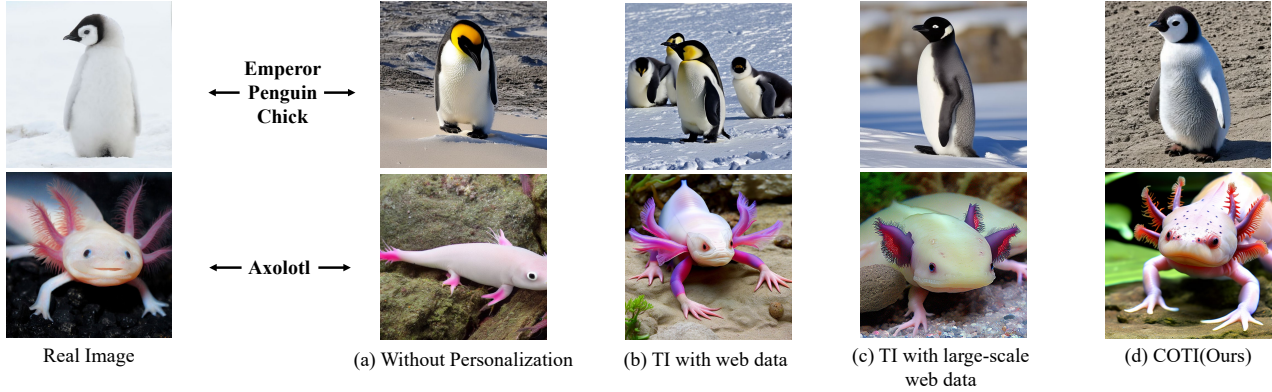 Emperor
Penguin
Chick
Axolotl
Real Image
(a) Without Personalization
(b) TI with web data
(c) TI with large-scale
web data
(d) COTI(Ours)